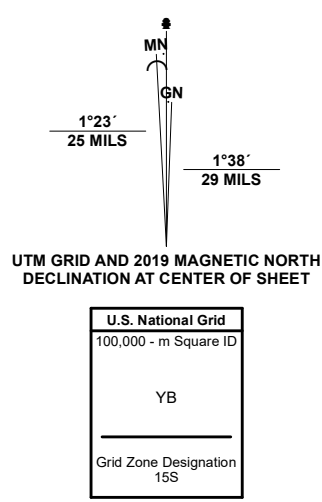 MN
GN
1°23´
25 MILS
1°38´
29 MILS
UTM GRID AND 2019 MAGNETIC NORTH
DECLINATION AT CENTER OF SHEET
U.S. National Grid
100,000 - m Square ID
YB
Grid Zone Designation
15S